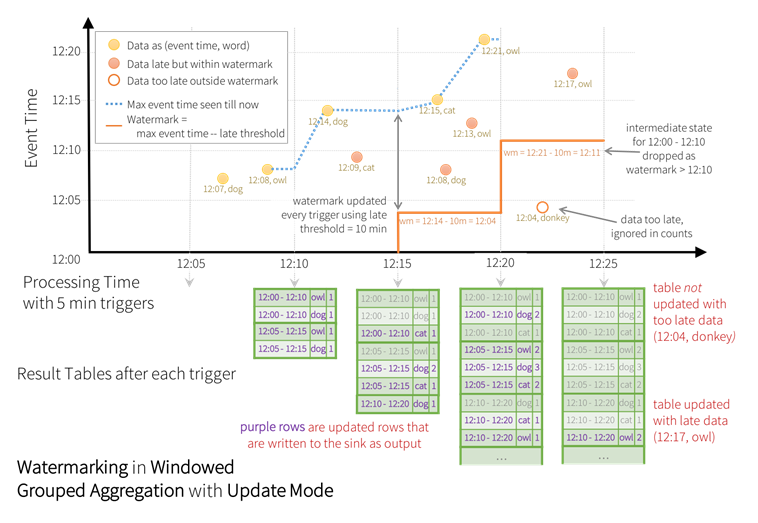 12:20
12:15
12:10
12:05
12:00
Event Time
Data as (event time, word)
Data late but within watermark
Data too late outside watermark
Max event time seen till now
Watermark =
max event time -- late threshold
12:07, dog
12:08, owl
12:14, dog
12:09, cat
12:15, cat
12:08, dog
12:13, owl
12:21, owl
12:17, owl
12:04, donkey
wm = 12:14 - 10m = 12:04
wm = 12:21 - 10m = 12:11
watermark updated
every trigger using late
threshold = 10 min
intermediate state
for 12:00 - 12:10
dropped as
watermark > 12:10
data too late,
ignored in counts
12:05
12:10
12:15
12:20
12:25
Processing Time
with 5 min triggers
Result Tables after each trigger
12:00 - 12:10 owl 1
12:00 - 12:10 dog 1
12:05 - 12:15 owl 1
12:05 - 12:15 dog 1
12:00 - 12:10 owl 1
12:00 - 12:10 dog 1
12:00 - 12:10 cat 1
12:05 - 12:15 owl 1
12:05 - 12:15 dog 2
12:05 - 12:15 cat 1
12:10 - 12:20 dog 1
12:00 - 12:10 owl 1
12:00 - 12:10 dog 2
12:00 - 12:10 cat 1
12:05 - 12:15 owl 2
12:05 - 12:15 dog 3
12:05 - 12:15 cat 2
12:10 - 12:20 dog 1
12:10 - 12:20 cat 1
12:10 - 12:20 owl 1
...
12:00 - 12:10 owl 1
12:00 - 12:10 dog 2
12:00 - 12:10 cat 1
12:05 - 12:15 owl 2
12:05 - 12:15 dog 3
12:05 - 12:15 cat 2
12:10 - 12:20 dog 1
12:10 - 12:20 cat 1
12:10 - 12:20 owl 2
...
table not
updated with
too late data
(12:04, donkey)
table updated
with late data
(12:17, owl)
purple rows are updated rows that
are written to the sink as output
Watermarking in Windowed
Grouped Aggregation with Update Mode